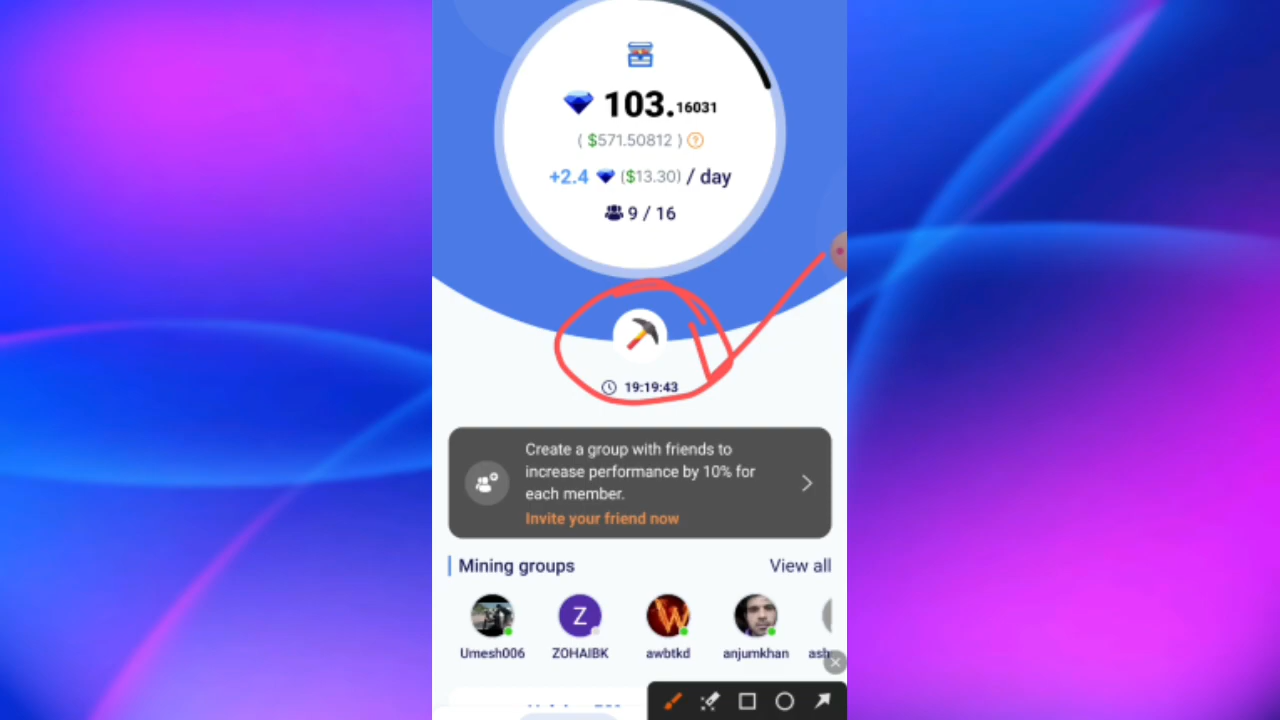 103.16031
( $571.50812 ) ?
+2.4 ($13.30) / day
9 / 16
19:19:43
Create a group with friends to
increase performance by 10% for
each member.
Invite your friend now
Mining groups View all
Z
W
Umesh006 ZOHAIBK awbtkd anjumkhan